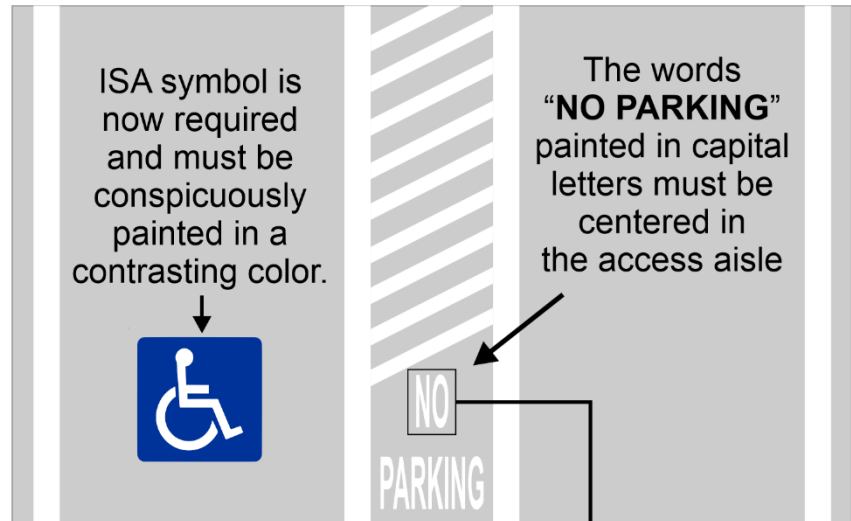 ISA symbol is
now required
and must be
conspicuously
painted in a
contrasting color.
The words
“NO PARKING”
painted in capital
letters must be
centered in
the access aisle
NO
PARKING